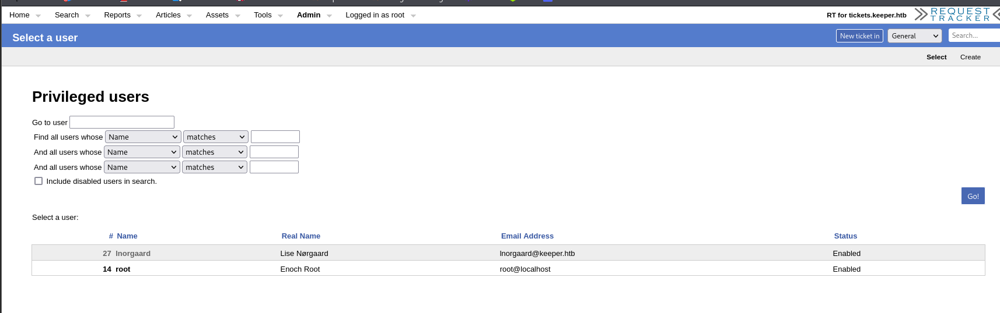 Home Search Reports Articles Assets Tools Admin Logged in as root RT for tickets.keeper.htb REQUEST TRACKER
Select a user New ticket in General Search...
Select Create
Privileged users
Go to user
Find all users whose Name matches
And all users whose Name matches
And all users whose Name matches
Include disabled users in search.
Go!
Select a user:
# Name Real Name Email Address Status
27 lnorgaard Lise Nørgaard lnorgaard@keeper.htb Enabled
14 root Enoch Root root@localhost Enabled